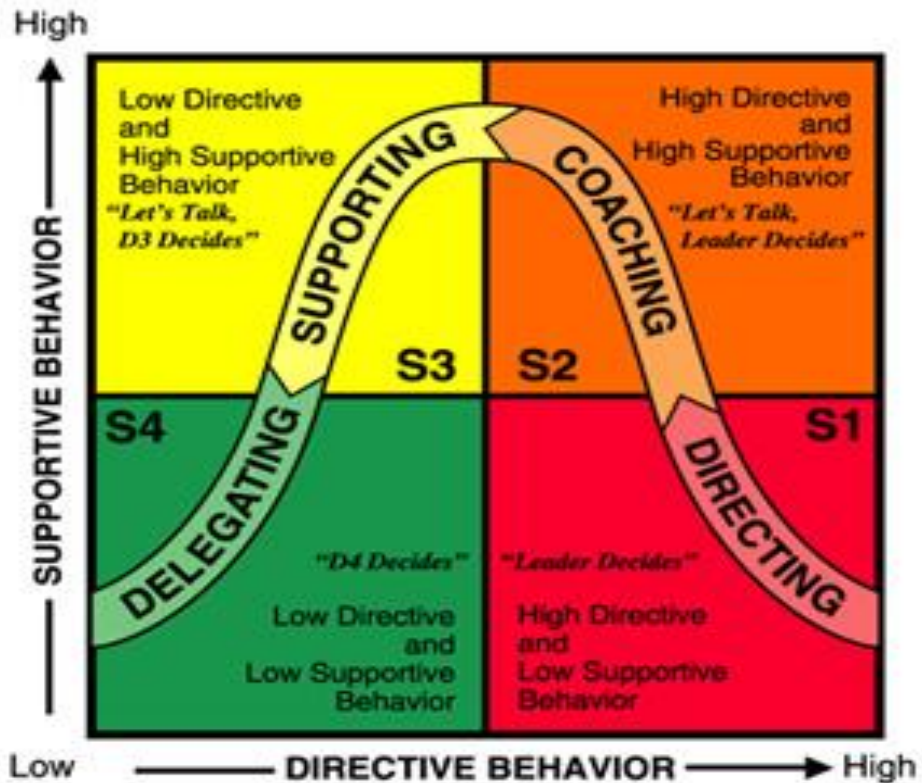 High
SUPPORTIVE BEHAVIOR
Low Directive
and
High Supportive
Behavior
“Let's Talk,
D3 Decides”
SUPPORTING
S3
High Directive
and
High Supportive
Behavior
“Let's Talk,
Leader Decides”
COACHING
S2
S4
DELEGATING
“D4 Decides”
Low Directive
and
Low Supportive
Behavior
S1
DIRECTING
“Leader Decides”
High Directive
and
Low Supportive
Behavior
Low
DIRECTIVE BEHAVIOR
High